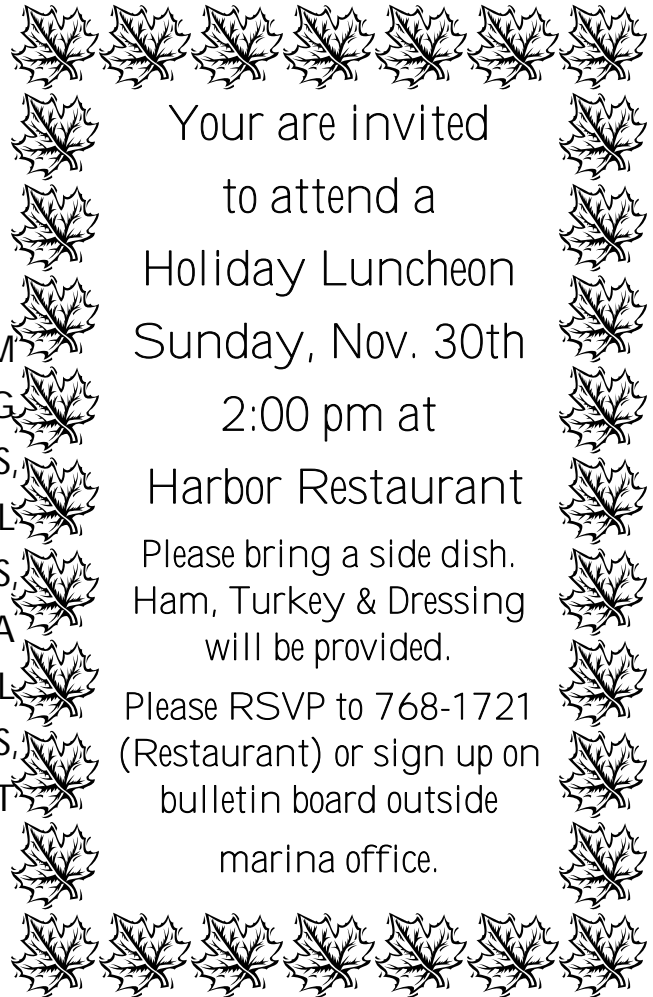 Your are invited
to attend a
Holiday Luncheon
Sunday, Nov. 30th
2:00 pm at
Harbor Restaurant
Please bring a side dish.
Ham, Turkey & Dressing
will be provided.
Please RSVP to 768-1721
(Restaurant) or sign up on
bulletin board outside
marina office.
M
G
S,
L
S,
A
L
S,
T